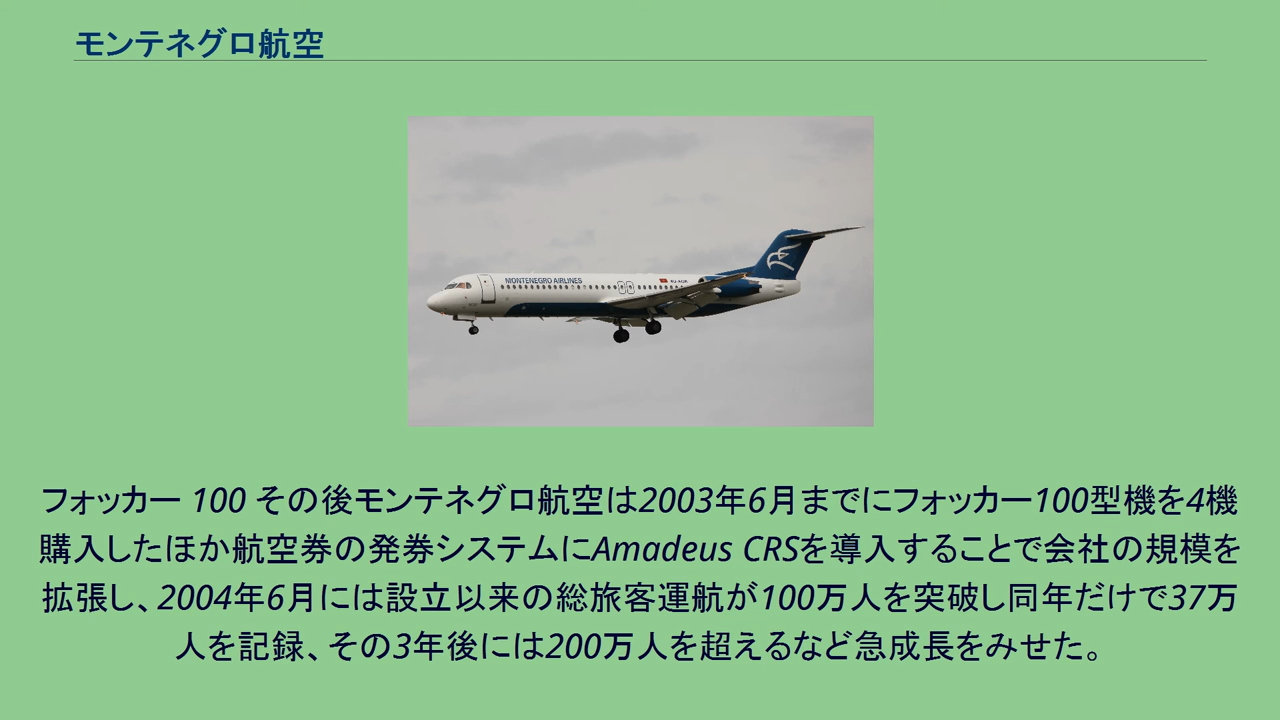 モンテネグロ航空
MONTENEGRO AIRLINES
フォッカー 100 その後モンテネグロ航空は2003年6月までにフォッカー100型機を4機
購入したほか航空券の発券システムにAmadeus CRSを導入することで会社の規模を
拡張し、2004年6月には設立以来の総旅客運航が100万人を突破し同年だけで37万
人を記録、その3年後には200万人を超えるなど急成長をみせた。